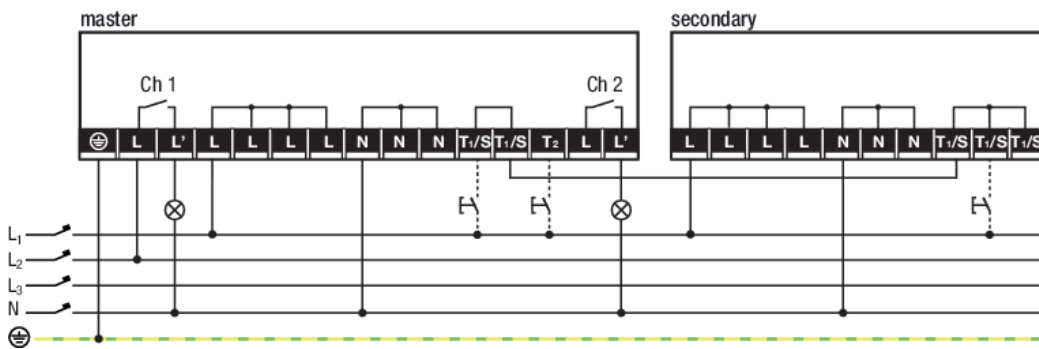 master secondary
Ch 1 Ch 2
L L' L L L L N N N T1/S T1/S T2 L L' L L L L N N N T1/S T1/S T1/S
L1
L2
L3
N